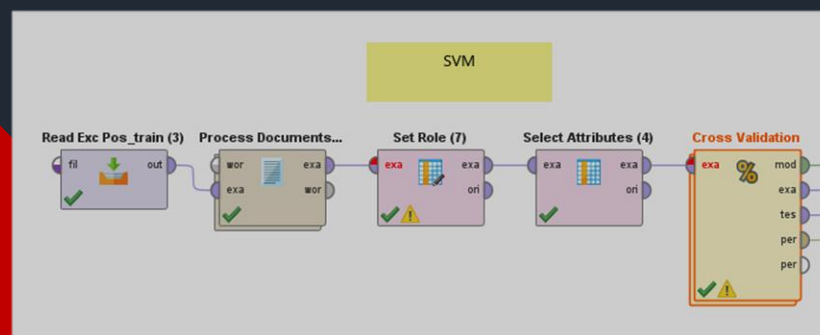 SVM
Read Exc Pos_train (3)
fil
out
Process Documents...
wor
exa
exa
wor
Set Role (7)
exa
exa
ori
Select Attributes (4)
exa
exa
ori
Cross Validation
exa
mod
exa
tes
per
per